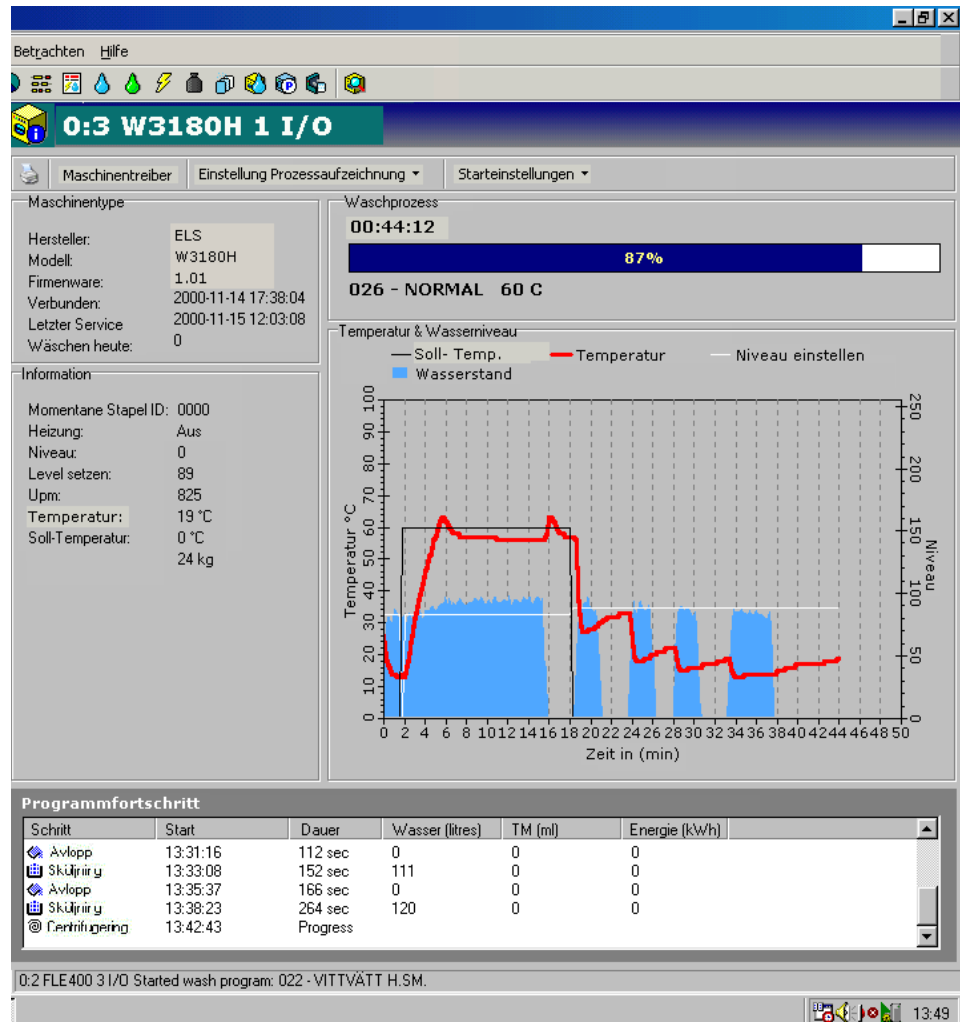 Betrachten Hilfe
0:3 W3180H 1 I/O
Maschinentreiber Einstellung Prozessaufzeichnung Starteinstellungen
Maschinentype
Hersteller: ELS
Modell: W3180H
Firmenware: 1.01
Verbunden: 2000-11-14 17:38:04
Letzter Service 2000-11-15 12:03:08
Wäschen heute: 0
Waschprozess
00:44:12
87%
026 - NORMAL 60 C
Information
Momentane Stapel ID: 0000
Heizung: Aus
Niveau: 0
Level setzen: 89
Upm: 825
Temperatur: 19 °C
Soll-Temperatur: 0 °C
24 kg
Temperatur & Wasserniveau
Soll- Temp. Temperatur Niveau einstellen
Wasserstand
Temperatur °C
0 10 20 30 40 50 60 70 80 90 100
Niveau
0 50 100 150 200 250
0 2 4 6 8 10 12 14 16 18 20 22 24 26 28 30 32 34 36 38 40 42 44 46 48 50
Zeit in (min)
Programmfortschritt
Schritt Start Dauer Wasser (litres) TM (ml) Energie (kWh)
Avlopp 13:31:16 112 sec 0 0 0
Sköljning 13:33:08 152 sec 111 0 0
Avlopp 13:35:37 166 sec 0 0 0
Sköljning 13:38:23 264 sec 120 0 0
Centrifugering 13:42:43 Progress
0:2 FLE400 3 I/O Started wash program: 022 - VITTVÄTT H.SM.
13:49